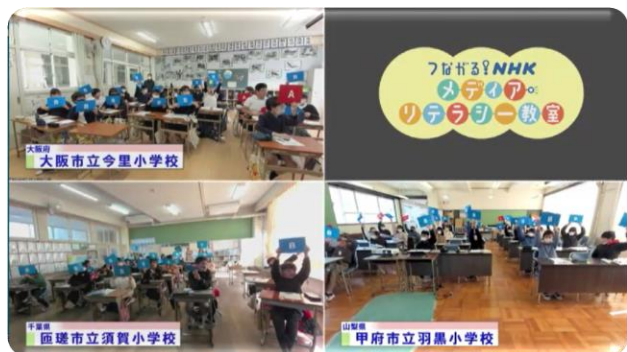 大阪府
大阪市立今里小学校
A
つながる!NHK
メディア
リテラシー教室
千葉県
匝瑳市立須賀小学校
B
山梨県
甲府市立羽黒小学校